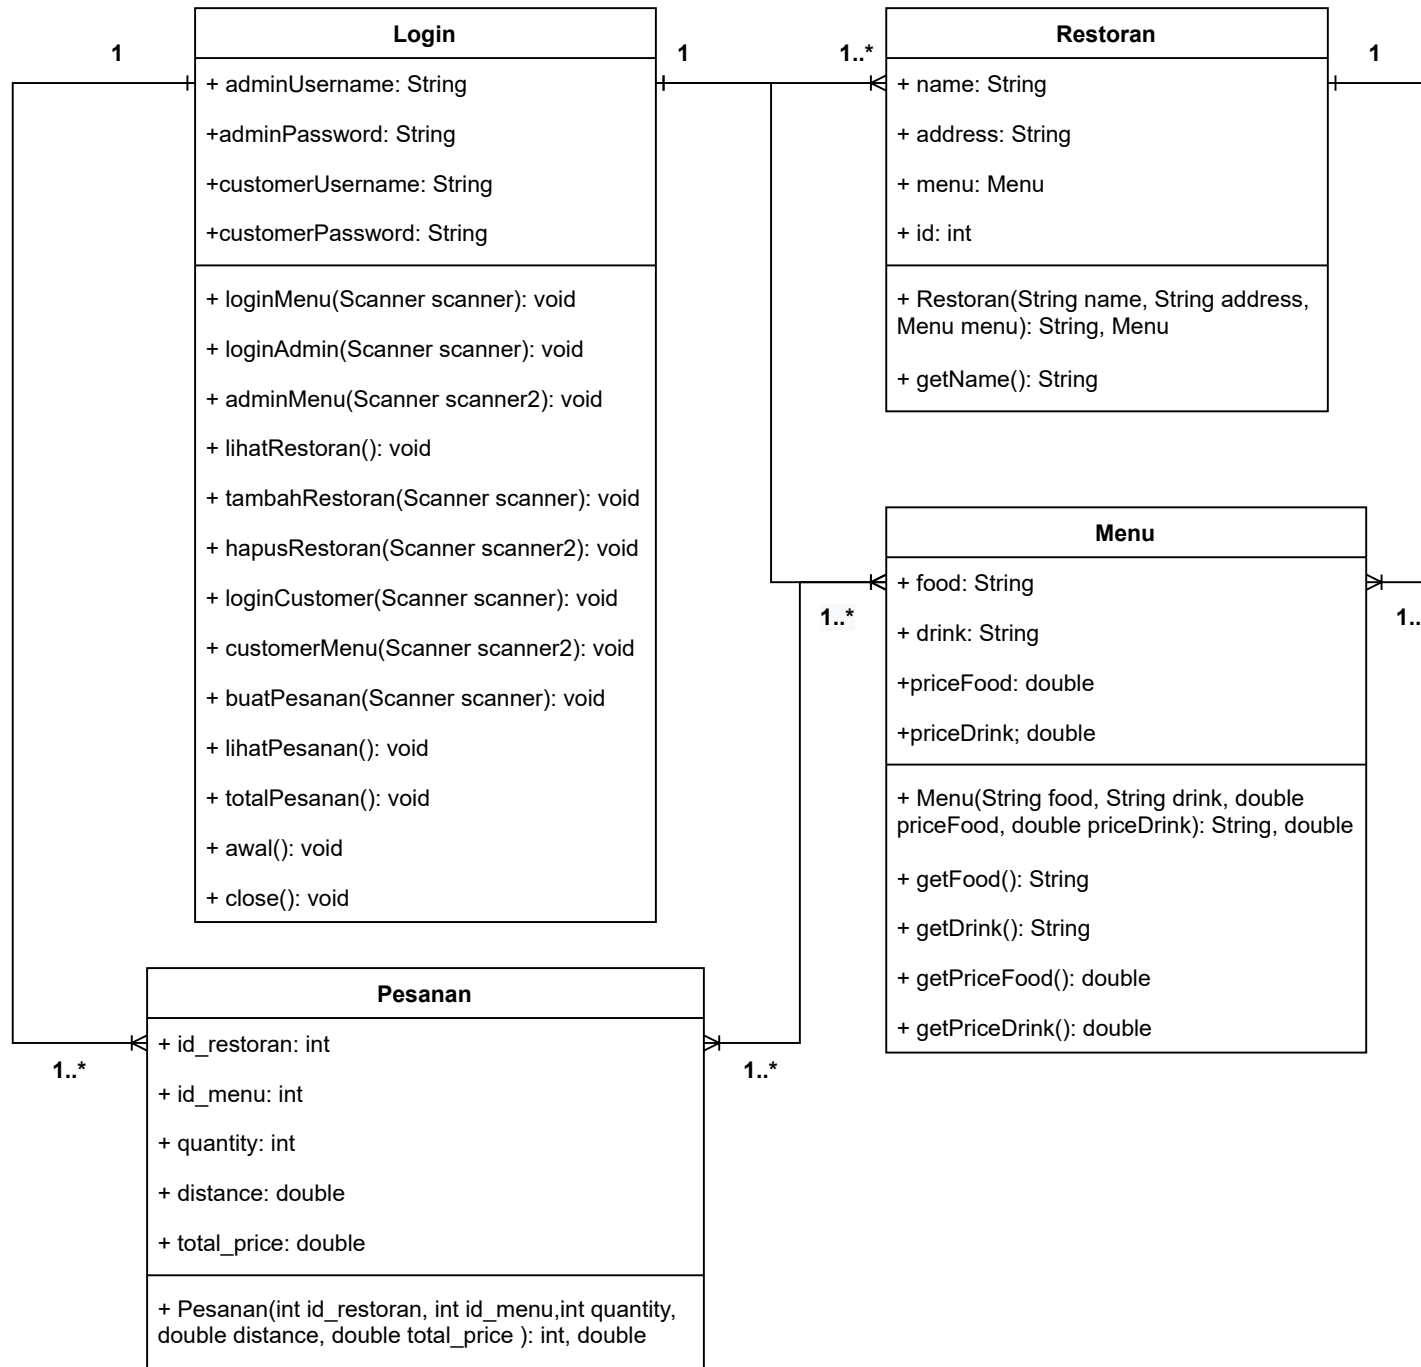 Login
1
1
+ adminUsername: String
+adminPassword: String
+customerUsername: String
+customerPassword: String
+ loginMenu(Scanner scanner): void
+ loginAdmin(Scanner scanner): void
+ adminMenu(Scanner scanner2): void
+ lihatRestoran(): void
+ tambahRestoran(Scanner scanner): void
+ hapusRestoran(Scanner scanner2): void
+ loginCustomer(Scanner scanner): void
+ customerMenu(Scanner scanner2): void
+ buatPesanan(Scanner scanner): void
+ lihatPesanan(): void
+ totalPesanan(): void
+ awal(): void
+ close(): void
Restoran
1..*
1
+ name: String
+ address: String
+ menu: Menu
+ id: int
+ Restoran(String name, String address,
Menu menu): String, Menu
+ getName(): String
Menu
1..*
1..
+ food: String
+ drink: String
+priceFood: double
+priceDrink; double
+ Menu(String food, String drink, double
priceFood, double priceDrink): String, double
+ getFood(): String
+ getDrink(): String
+ getPriceFood(): double
+ getPriceDrink(): double
Pesanan
1..*
1..*
+ id_restoran: int
+ id_menu: int
+ quantity: int
+ distance: double
+ total_price: double
+ Pesanan(int id_restoran, int id_menu,int quantity,
double distance, double total_price ): int, double